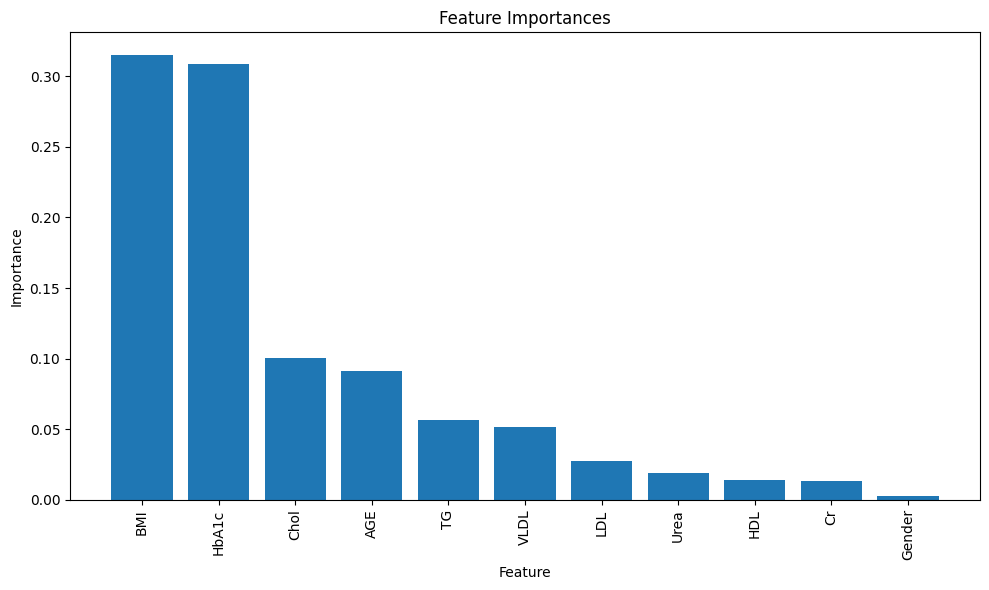 Feature Importances
Importance
0.30
0.25
0.20
0.15
0.10
0.05
0.00
BMI
HbA1c
Chol
AGE
TG
VLDL
LDL
Urea
HDL
Cr
Gender
Feature